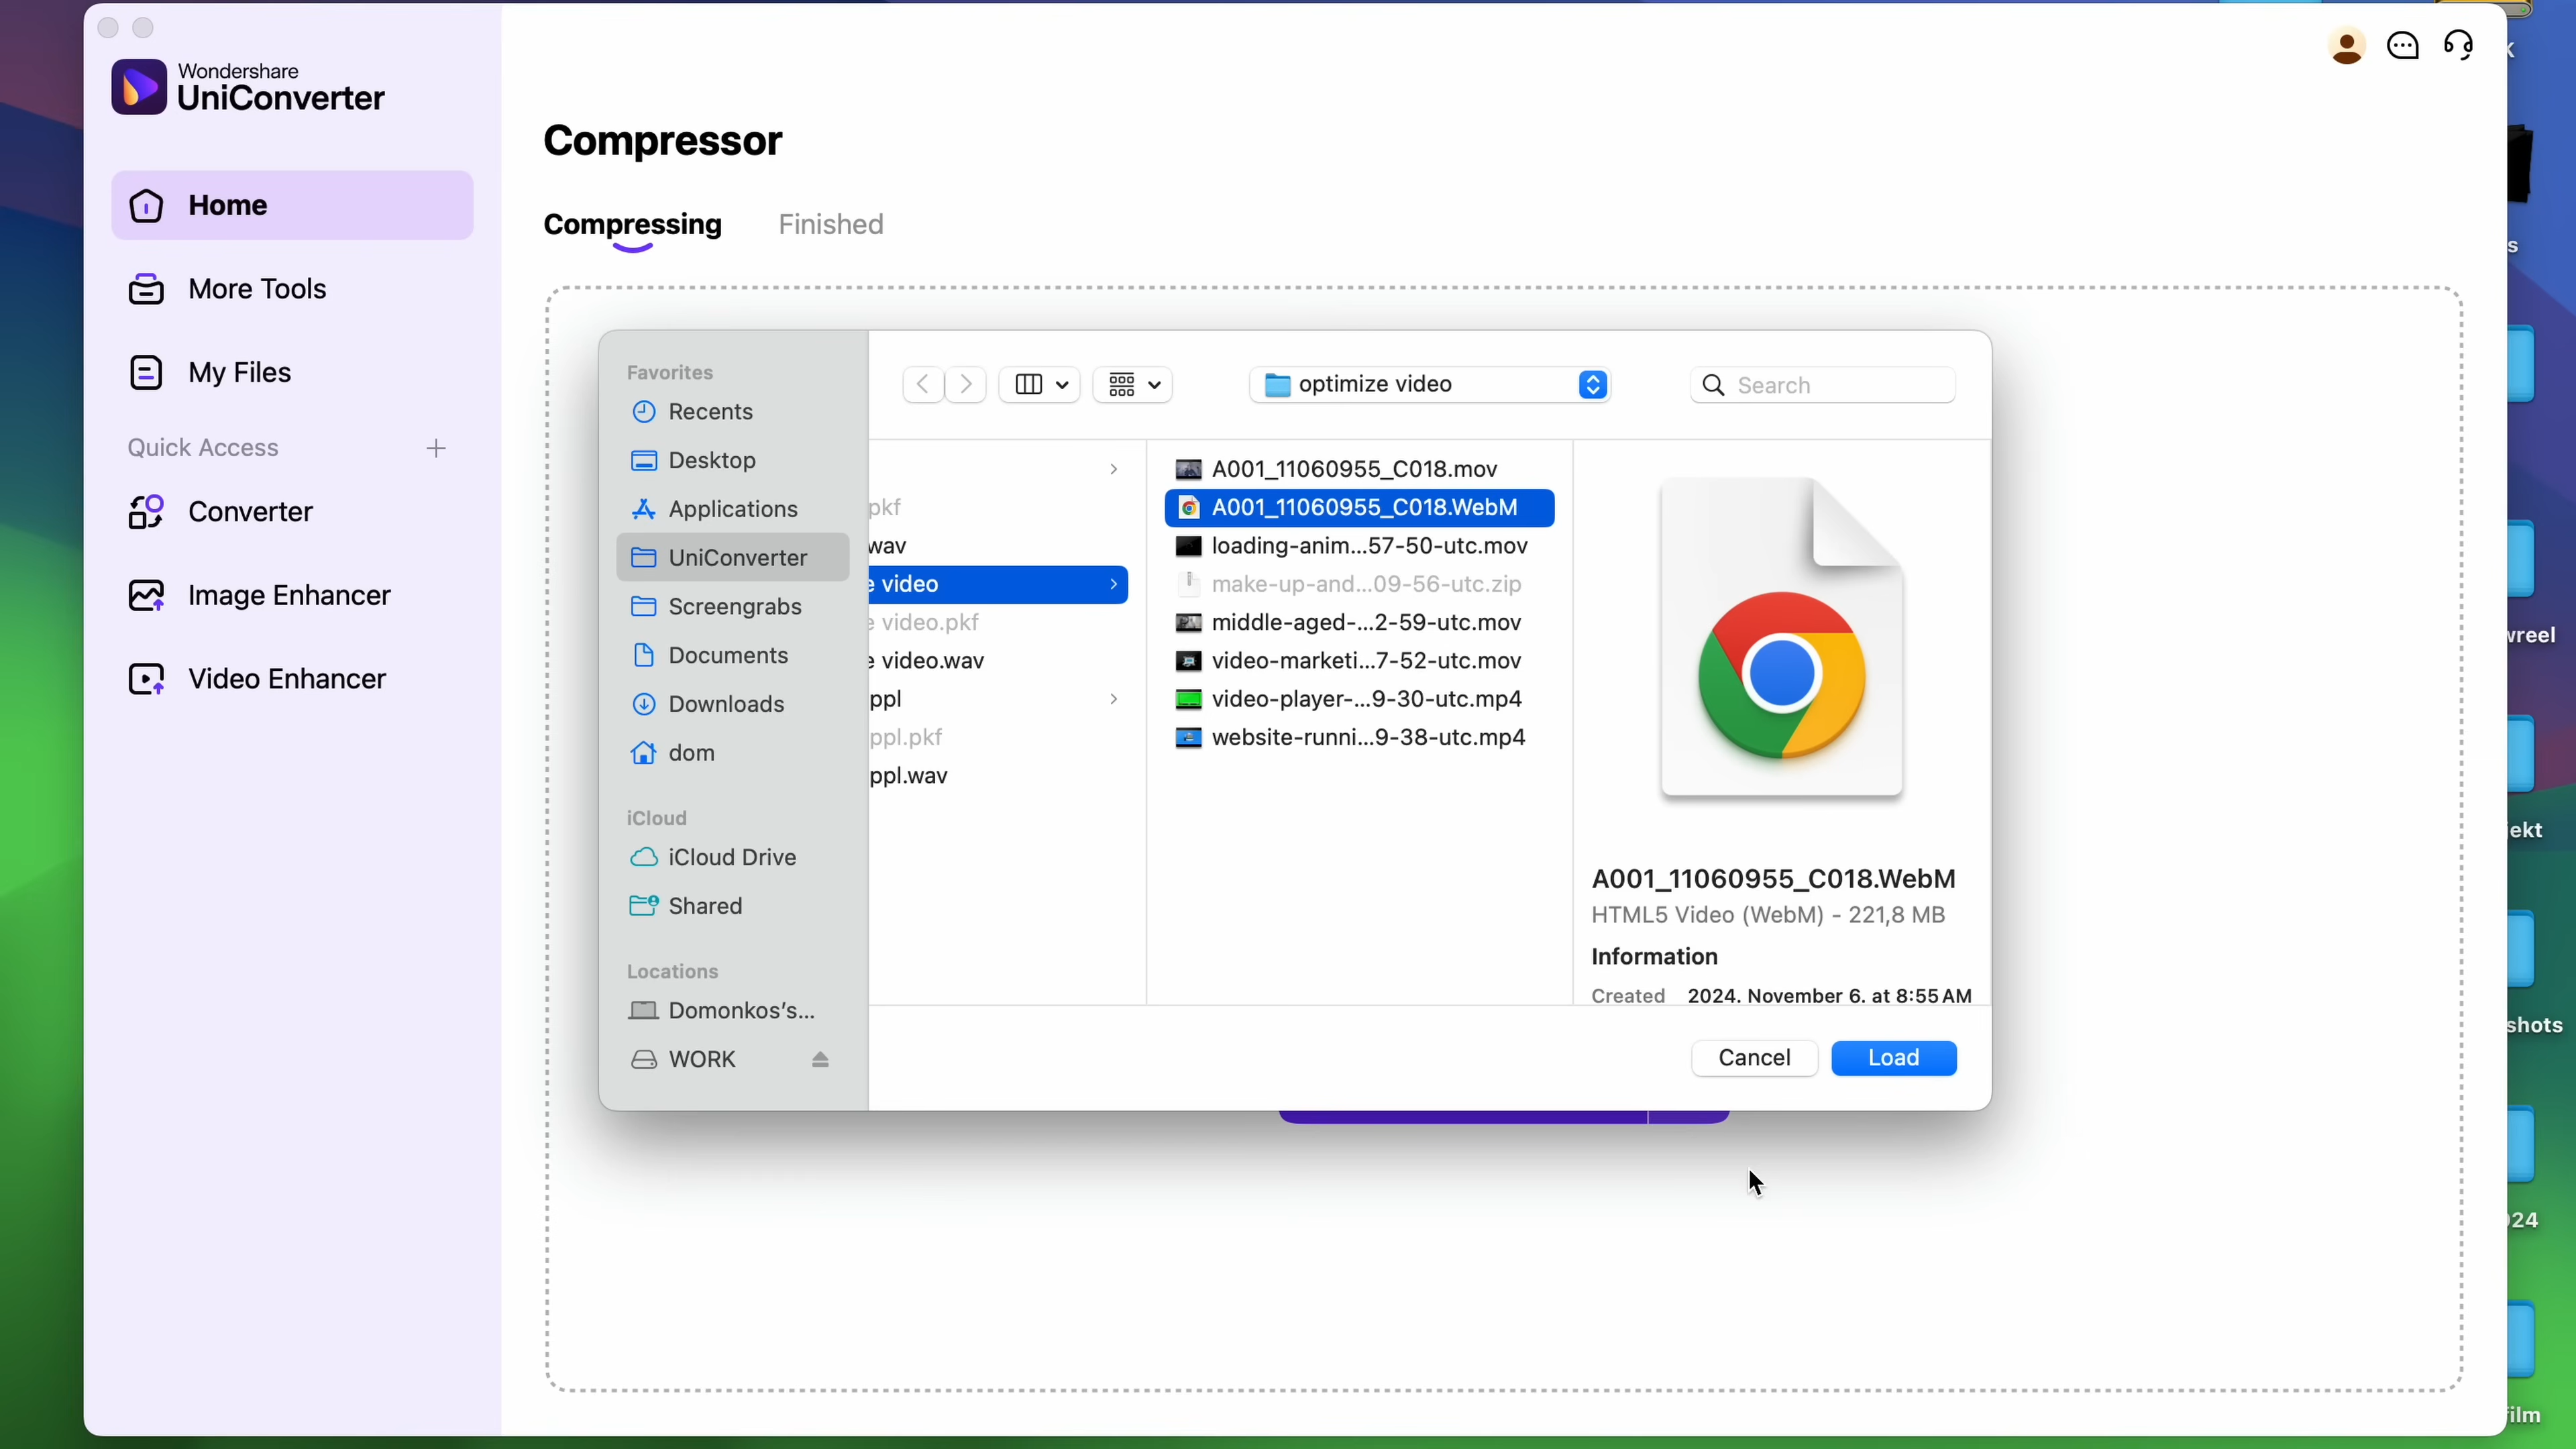 Wondershare
UniConverter
Home
More Tools
My Files
Quick Access
Converter
Image Enhancer
Video Enhancer
Compressor
Compressing
Finished
Favorites
Recents
Desktop
Applications
UniConverter
Screengrabs
Documents
Downloads
dom
iCloud
iCloud Drive
Shared
Locations
Domonkos's...
WORK
optimize video
Search
pkf
wav
e video
e video.pkf
e video.wav
ppl
ppl.pkf
ppl.wav
A001_11060955_C018.mov
A001_11060955_C018.WebM
loading-anim...57-50-utc.mov
make-up-and...09-56-utc.zip
middle-aged-...2-59-utc.mov
video-marketi...7-52-utc.mov
video-player-...9-30-utc.mp4
website-runni...9-38-utc.mp4
A001_11060955_C018.WebM
HTML5 Video (WebM) - 221,8 MB
Information
Created 2024. November 6. at 8:55 AM
Cancel
Load
k
s
wreel
jekt
shots
024
film